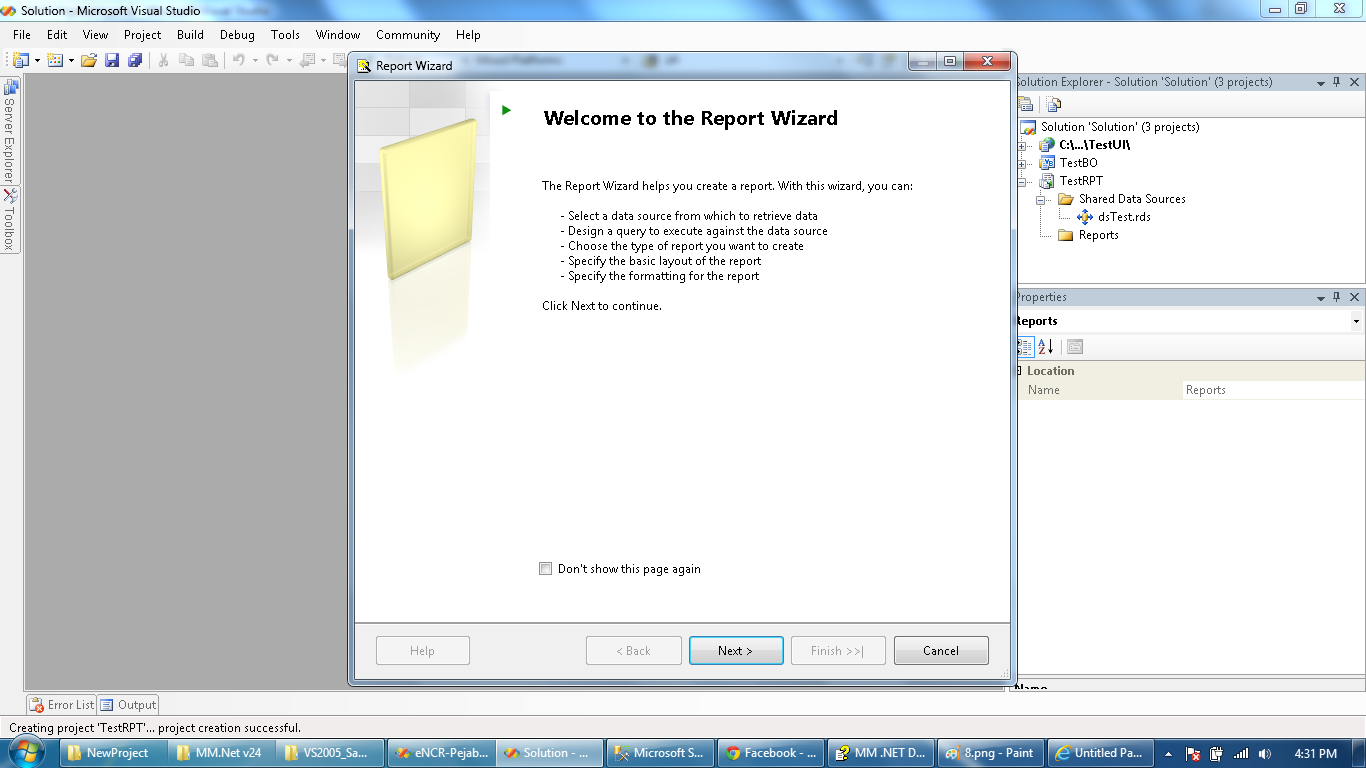 Solution - Microsoft Visual Studio
File Edit View Project Build Debug Tools Window Community Help
Report Wizard
Server Explorer
Toolbox
Welcome to the Report Wizard
The Report Wizard helps you create a report. With this wizard, you can:
- Select a data source from which to retrieve data
- Design a query to execute against the data source
- Choose the type of report you want to create
- Specify the basic layout of the report
- Specify the formatting for the report
Click Next to continue.
Don't show this page again
Help < Back Next > Finish >>| Cancel
Solution Explorer - Solution 'Solution' (3 projects)
Solution 'Solution' (3 projects)
C:\...\TestUI\
TestBO
TestRPT
Shared Data Sources
dsTest.rds
Reports
Properties
Reports
Location
Name Reports
Name
Error List Output
Creating project 'TestRPT'... project creation successful.
NewProject MM.Net v24 VS2005_Sa... eNCR-Pejab... Solution - ... Microsoft S... Facebook - ... MM .NET D... 8.png - Paint Untitled Pa... 4:31 PM